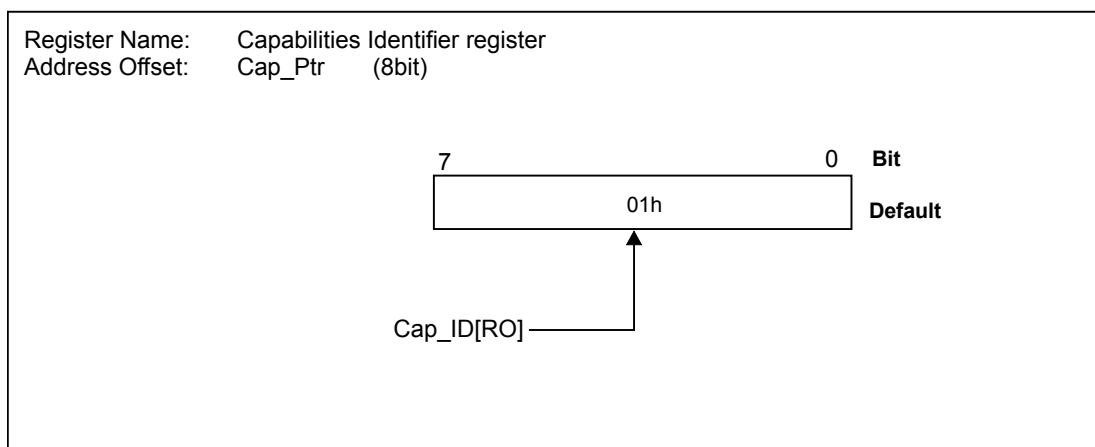 Register Name: Capabilities Identifier register
Address Offset: Cap_Ptr (8bit)
7 0 Bit
01h Default
Cap_ID[RO]